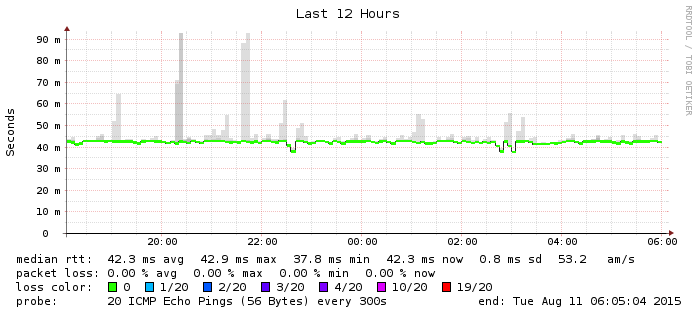 Last 12 Hours
RRDTOOL / TOBI OETIKER
Seconds
90 m
80 m
70 m
60 m
50 m
40 m
30 m
20 m
10 m
0
20:00 22:00 00:00 02:00 04:00 06:00
median rtt: 42.3 ms avg 42.9 ms max 37.8 ms min 42.3 ms now 0.8 ms sd 53.2 am/s
packet loss: 0.00 % avg 0.00 % max 0.00 % min 0.00 % now
loss color: 0 1/20 2/20 3/20 4/20 10/20 19/20
probe: 20 ICMP Echo Pings (56 Bytes) every 300s end: Tue Aug 11 06:05:04 2015